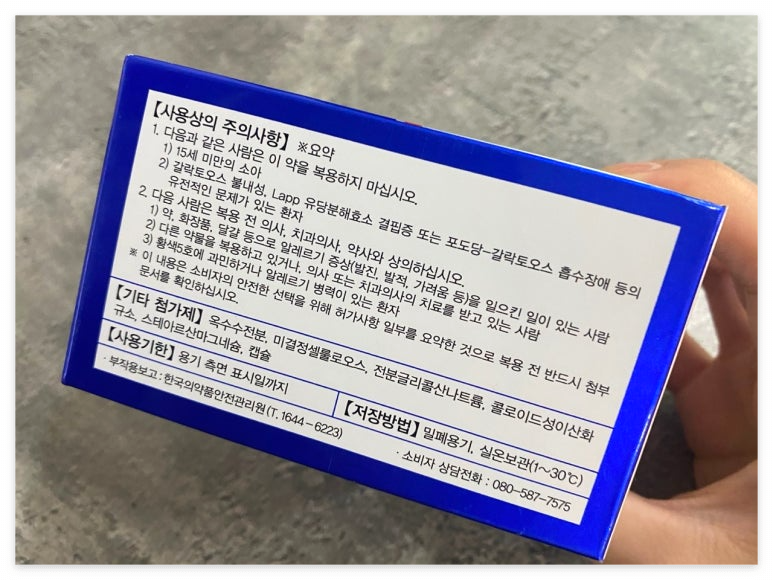 【사용상의 주의사항】 ※요약
1. 다음과 같은 사람은 이 약을 복용하지 마십시오.
1) 15세 미만의 소아
2) 갈락토오스 불내성, Lapp 유당분해효소 결핍증 또는 포도당-갈락토오스 흡수장애 등의
유전적인 문제가 있는 환자
2. 다음 사람은 복용 전 의사, 치과의사, 약사와 상의하십시오.
1) 약, 화장품, 달걀 등으로 알레르기 증상(발진, 발적, 가려움 등)을 일으킨 일이 있는 사람
2) 다른 약물을 복용하고 있거나, 의사 또는 치과의사의 치료를 받고 있는 사람
3) 황색5호에 과민하거나 알레르기 병력이 있는 환자
※ 이 내용은 소비자의 안전한 선택을 위해 허가사항 일부를 요약한 것으로 복용 전 반드시 첨부
문서를 확인하십시오.
【기타 첨가제】 옥수수전분, 미결정셀룰로오스, 전분글리콜산나트륨, 콜로이드성이산화
규소, 스테아르산마그네슘, 캡슐
【사용기한】 용기 측면 표시일까지
【저장방법】 밀폐용기, 실온보관(1~30℃)
· 부작용보고 : 한국의약품안전관리원(T. 1644-6223)
· 소비자 상담전화 : 080-587-7575